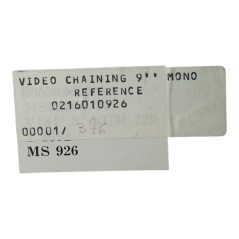 VIDEO CHAINING 9'' MONO
REFERENCE
0216010926
00001/ 376
MS 926